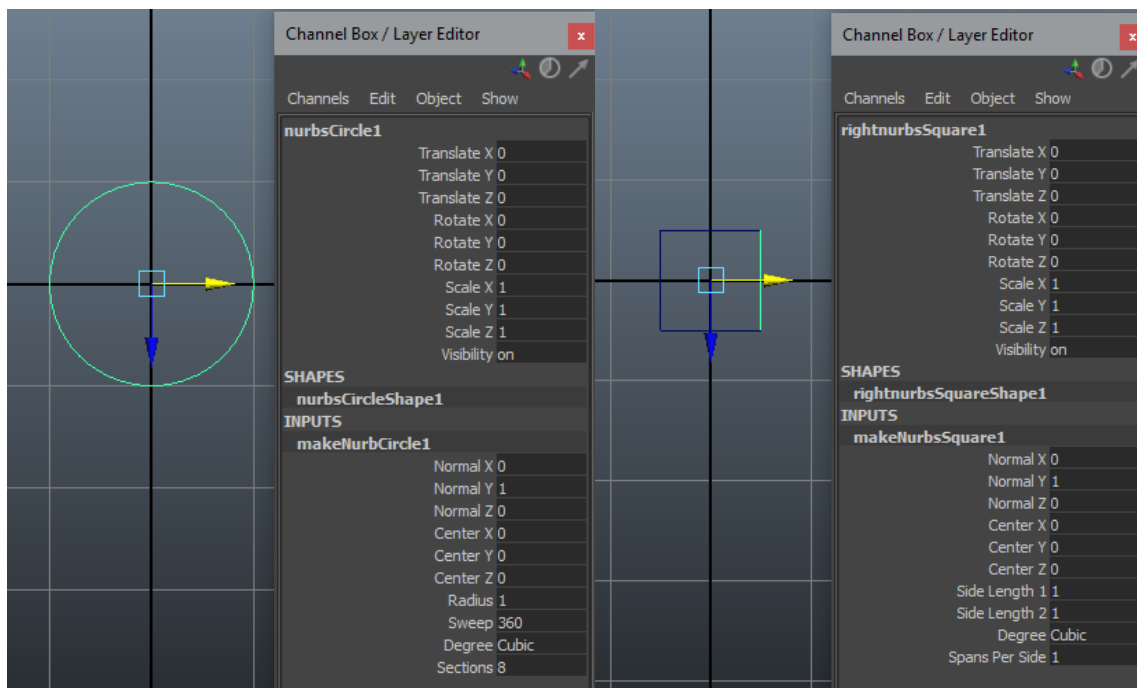 Channel Box / Layer Editor
x
Channels Edit Object Show
nurbsCircle1
Translate X 0
Translate Y 0
Translate Z 0
Rotate X 0
Rotate Y 0
Rotate Z 0
Scale X 1
Scale Y 1
Scale Z 1
Visibility on
SHAPES
nurbsCircleShape1
INPUTS
makeNurbCircle1
Normal X 0
Normal Y 1
Normal Z 0
Center X 0
Center Y 0
Center Z 0
Radius 1
Sweep 360
Degree Cubic
Sections 8
Channel Box / Layer Editor
x
Channels Edit Object Show
rightnurbsSquare1
Translate X 0
Translate Y 0
Translate Z 0
Rotate X 0
Rotate Y 0
Rotate Z 0
Scale X 1
Scale Y 1
Scale Z 1
Visibility on
SHAPES
rightnurbsSquareShape1
INPUTS
makeNurbsSquare1
Normal X 0
Normal Y 1
Normal Z 0
Center X 0
Center Y 0
Center Z 0
Side Length 1 1
Side Length 2 1
Degree Cubic
Spans Per Side 1